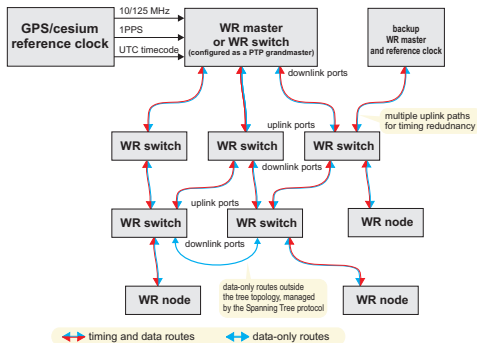 10/125 MHz
GPS/cesium
reference clock
1PPS
UTC timecode
WR master
or WR switch
(configured as a PTP grandmaster)
backup
WR master
and reference clock
downlink ports
multiple uplink paths
for timing redudnancy
uplink ports
WR switch
WR switch
WR switch
downlink ports
uplink ports
WR switch
WR switch
WR node
downlink ports
data-only routes outside
the tree topology, managed
by the Spanning Tree protocol
WR node
WR node
timing and data routes
data-only routes